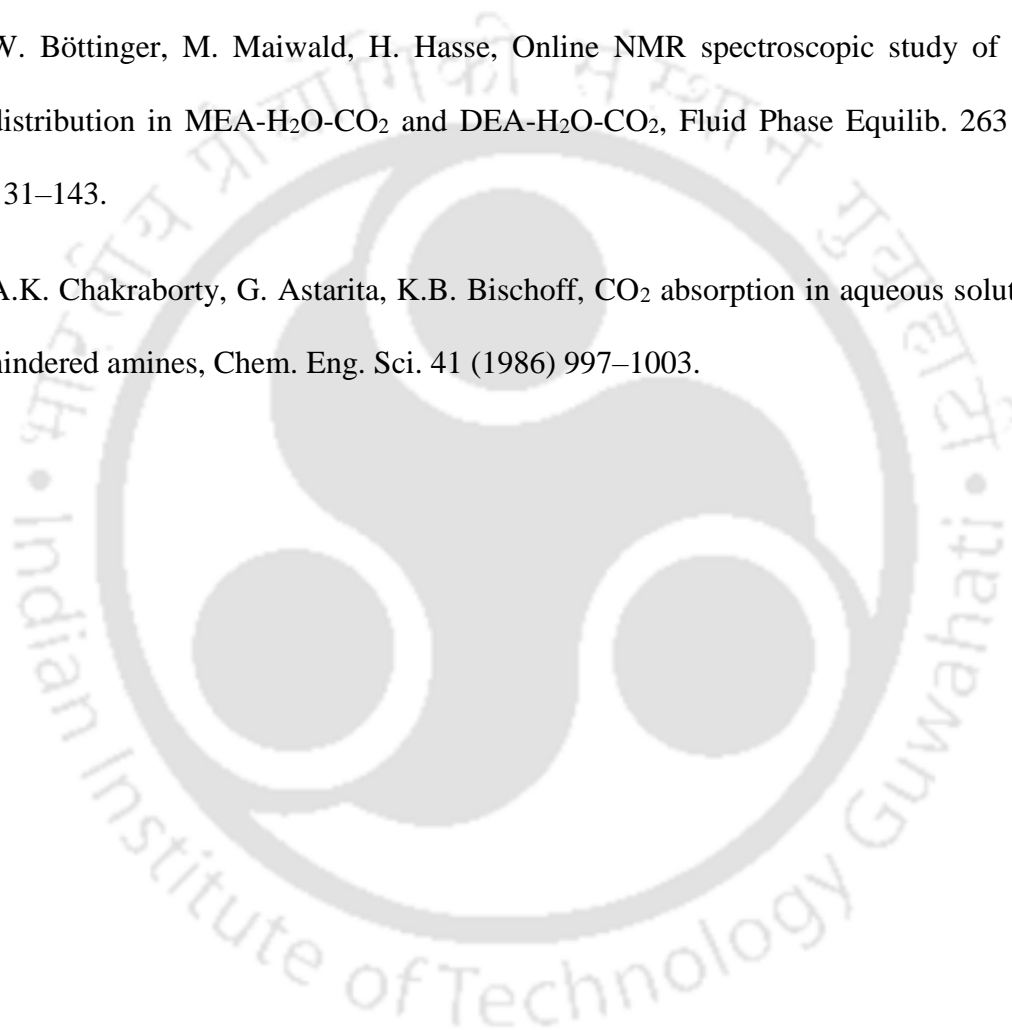 W. Böttinger, M. Maiwald, H. Hasse, Online NMR spectroscopic study of
distribution in MEA-H₂O-CO₂ and DEA-H₂O-CO₂, Fluid Phase Equilib. 263
131–143.
A.K. Chakraborty, G. Astarita, K.B. Bischoff, CO₂ absorption in aqueous solut
hindered amines, Chem. Eng. Sci. 41 (1986) 997–1003.
भारतीय प्रौद्योगिकी संस्थान गुवाहाटी
Indian Institute of Technology Guwahati